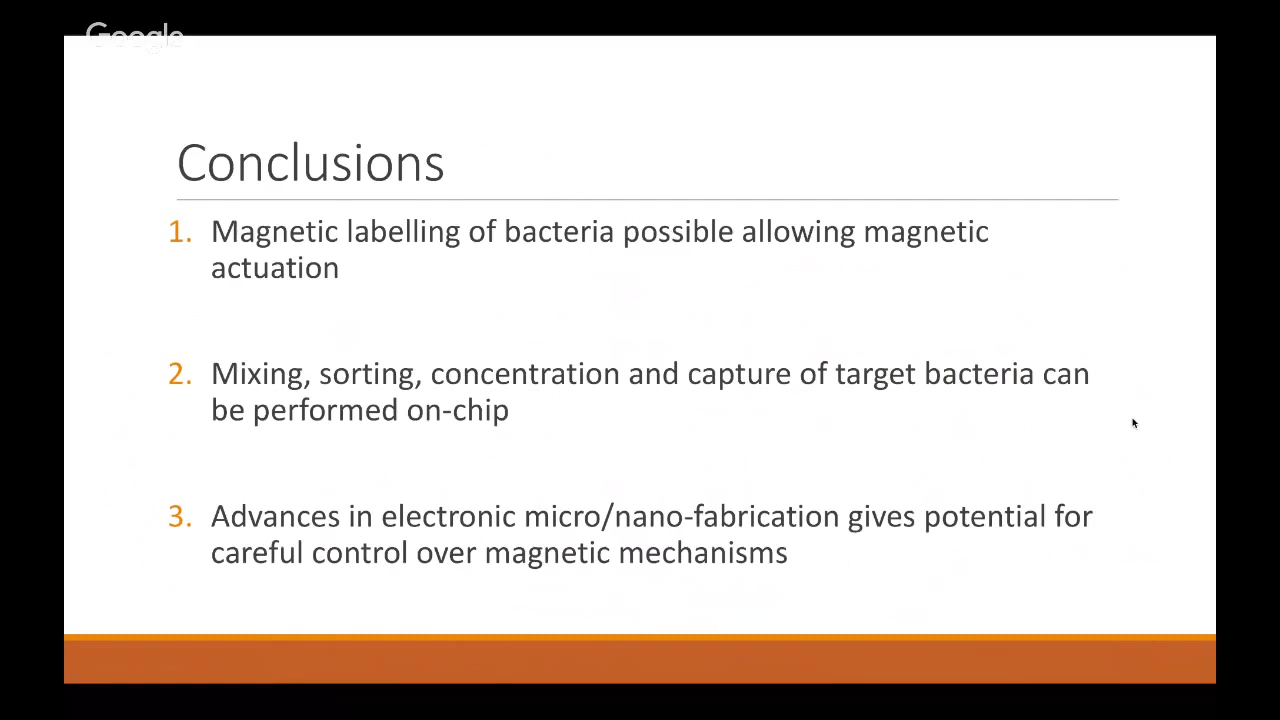 Google
Conclusions
1. Magnetic labelling of bacteria possible allowing magnetic
actuation
2. Mixing, sorting, concentration and capture of target bacteria can
be performed on-chip
3. Advances in electronic micro/nano-fabrication gives potential for
careful control over magnetic mechanisms